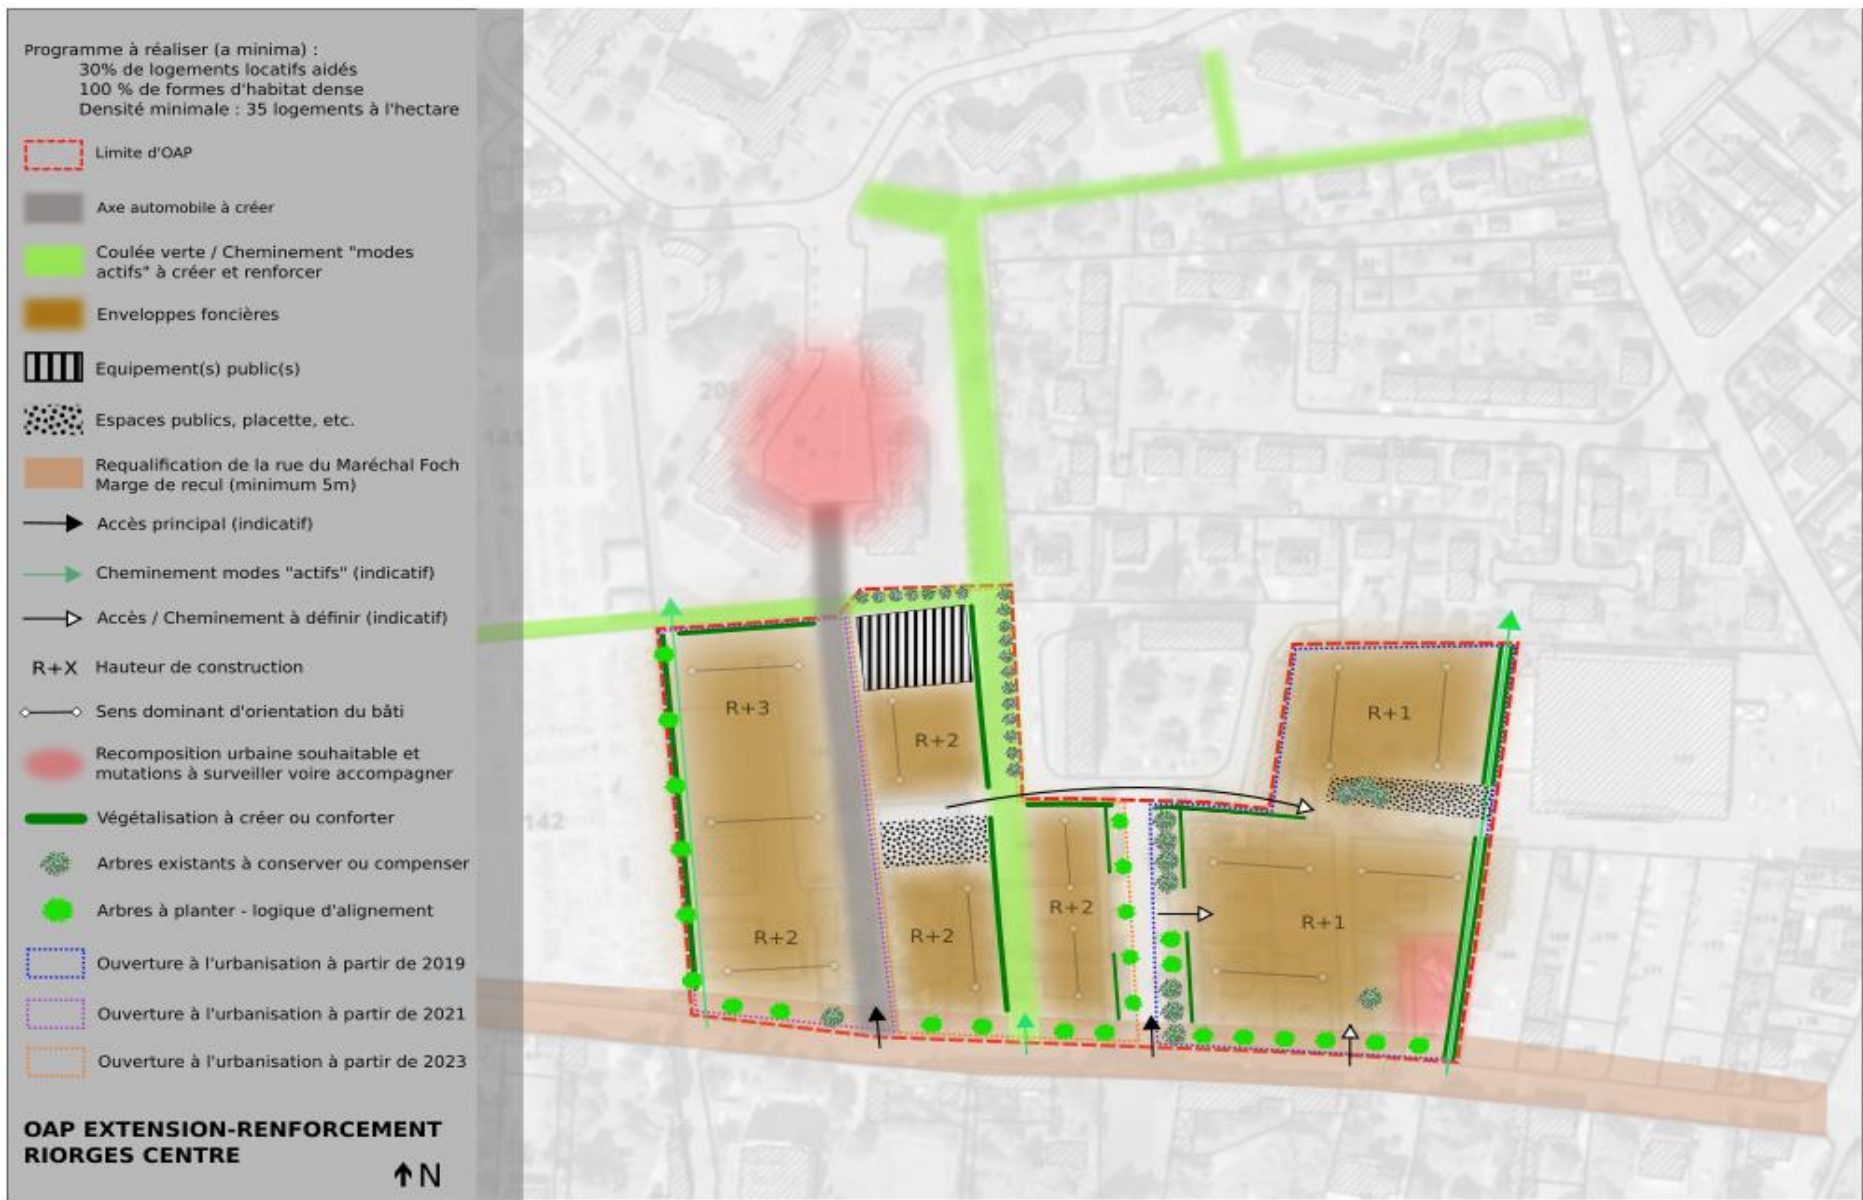 Programme à réaliser (a minima) :
30% de logements locatifs aidés
100 % de formes d'habitat dense
Densité minimale : 35 logements à l'hectare
Limite d'OAP
Axe automobile à créer
Coulée verte / Cheminement "modes
actifs" à créer et renforcer
Enveloppes foncières
Equipement(s) public(s)
Espaces publics, placette, etc.
Requalification de la rue du Maréchal Foch
Marge de recul (minimum 5m)
Accès principal (indicatif)
Cheminement modes "actifs" (indicatif)
Accès / Cheminement à définir (indicatif)
R+X Hauteur de construction
Sens dominant d'orientation du bâti
Recomposition urbaine souhaitable et
mutations à surveiller voire accompagner
Végétalisation à créer ou conforter
Arbres existants à conserver ou compenser
Arbres à planter - logique d'alignement
Ouverture à l'urbanisation à partir de 2019
Ouverture à l'urbanisation à partir de 2021
Ouverture à l'urbanisation à partir de 2023
OAP EXTENSION-RENFORCEMENT
RIORGES CENTRE
N
141
142
R+3
R+2
R+2
R+2
R+2
R+1
R+1